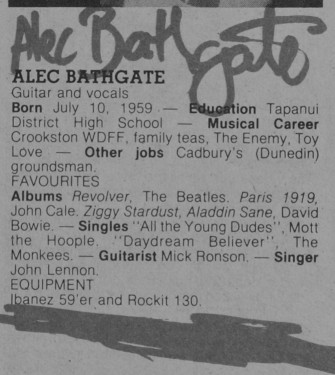 Alec Bathgate
ALEC BATHGATE
Guitar and vocals
Born July 10, 1959 — Education Tapanui
District High School — Musical Career
Crookston WDFF, family teas, The Enemy, Toy
Love — Other jobs Cadbury's (Dunedin)
groundsman.
FAVOURITES
Albums Revolver, The Beatles. Paris 1919,
John Cale. Ziggy Stardust, Aladdin Sane, David
Bowie. — Singles "All the Young Dudes", Mott
the Hoople. "Daydream Believer", The
Monkees. — Guitarist Mick Ronson. — Singer
John Lennon.
EQUIPMENT
Ibanez 59'er and Rockit 130.